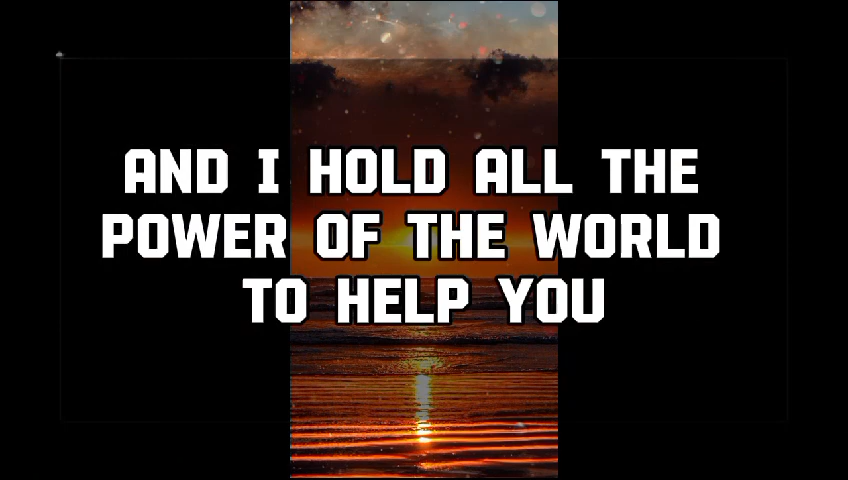 AND I HOLD ALL THE
POWER OF THE WORLD
TO HELP YOU